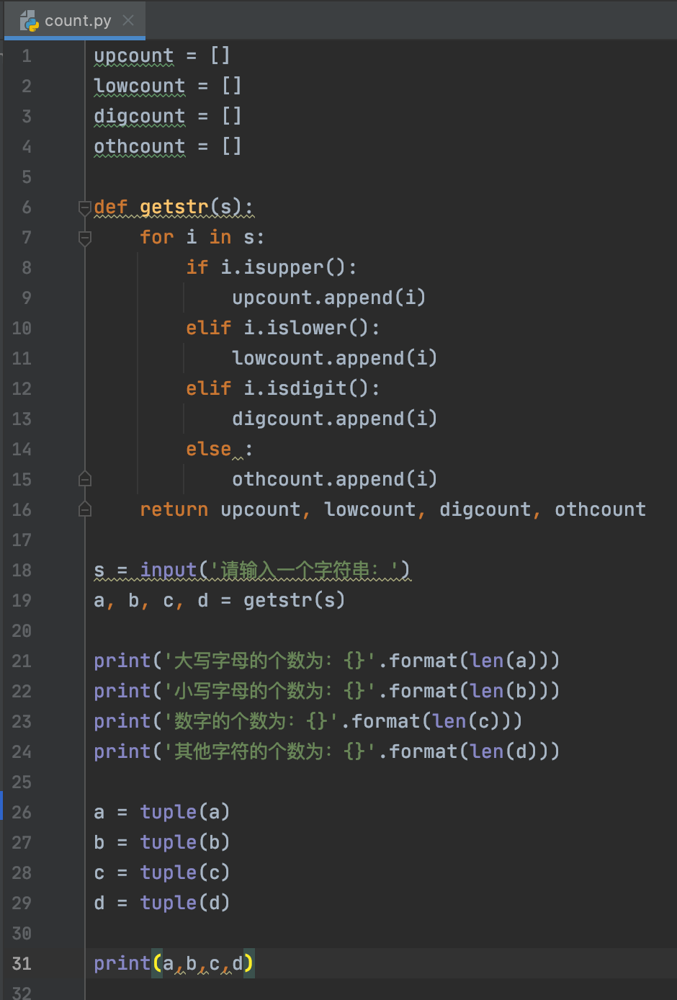 count.py
1 upcount = []
2 lowcount = []
3 digcount = []
4 othcount = []
5
6 def getstr(s):
7     for i in s:
8         if i.isupper():
9             upcount.append(i)
10         elif i.islower():
11             lowcount.append(i)
12         elif i.isdigit():
13             digcount.append(i)
14         else :
15             othcount.append(i)
16     return upcount, lowcount, digcount, othcount
17
18 s = input('请输入一个字符串：')
19 a, b, c, d = getstr(s)
20
21 print('大写字母的个数为：{}'.format(len(a)))
22 print('小写字母的个数为：{}'.format(len(b)))
23 print('数字的个数为：{}'.format(len(c)))
24 print('其他字符的个数为：{}'.format(len(d)))
25
26 a = tuple(a)
27 b = tuple(b)
28 c = tuple(c)
29 d = tuple(d)
30
31 print(a,b,c,d)
32